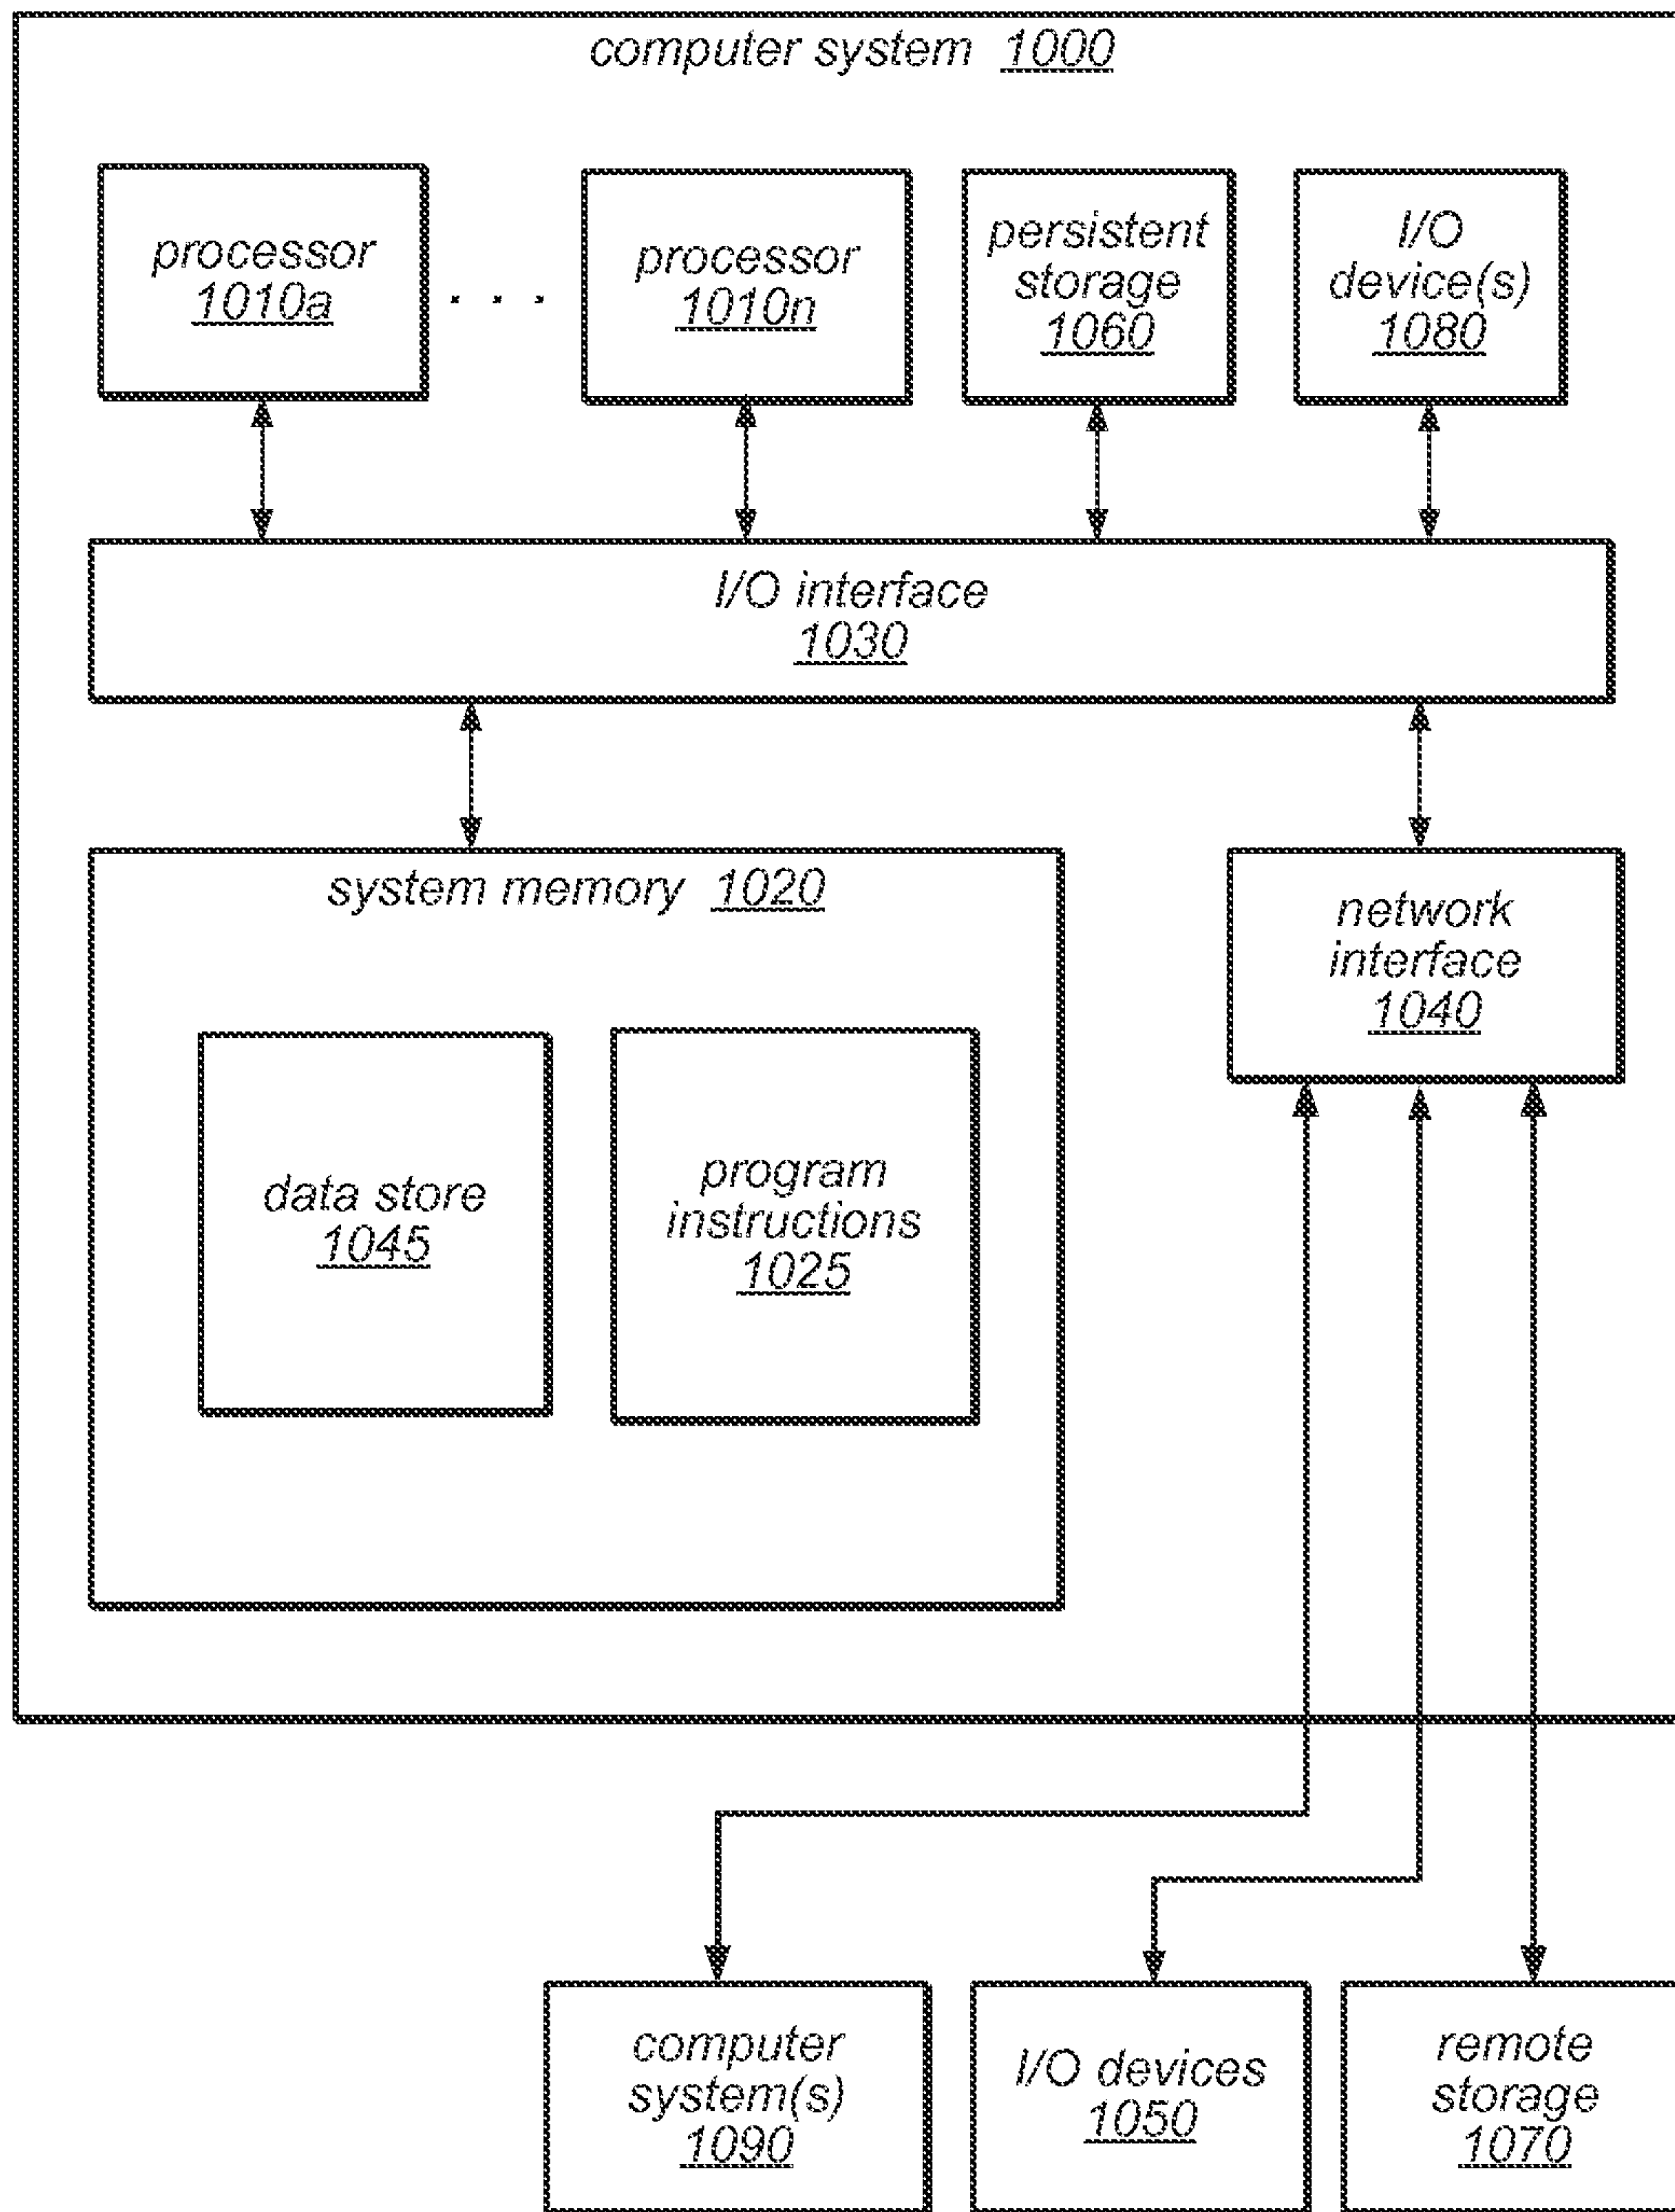 computer system 1000
processor
1010a
. . .
processor
1010n
persistent
storage
1060
I/O
device(s)
1080
I/O interface
1030
system memory 1020
network
interface
1040
data store
1045
program
instructions
1025
computer
system(s)
1090
I/O devices
1050
remote
storage
1070